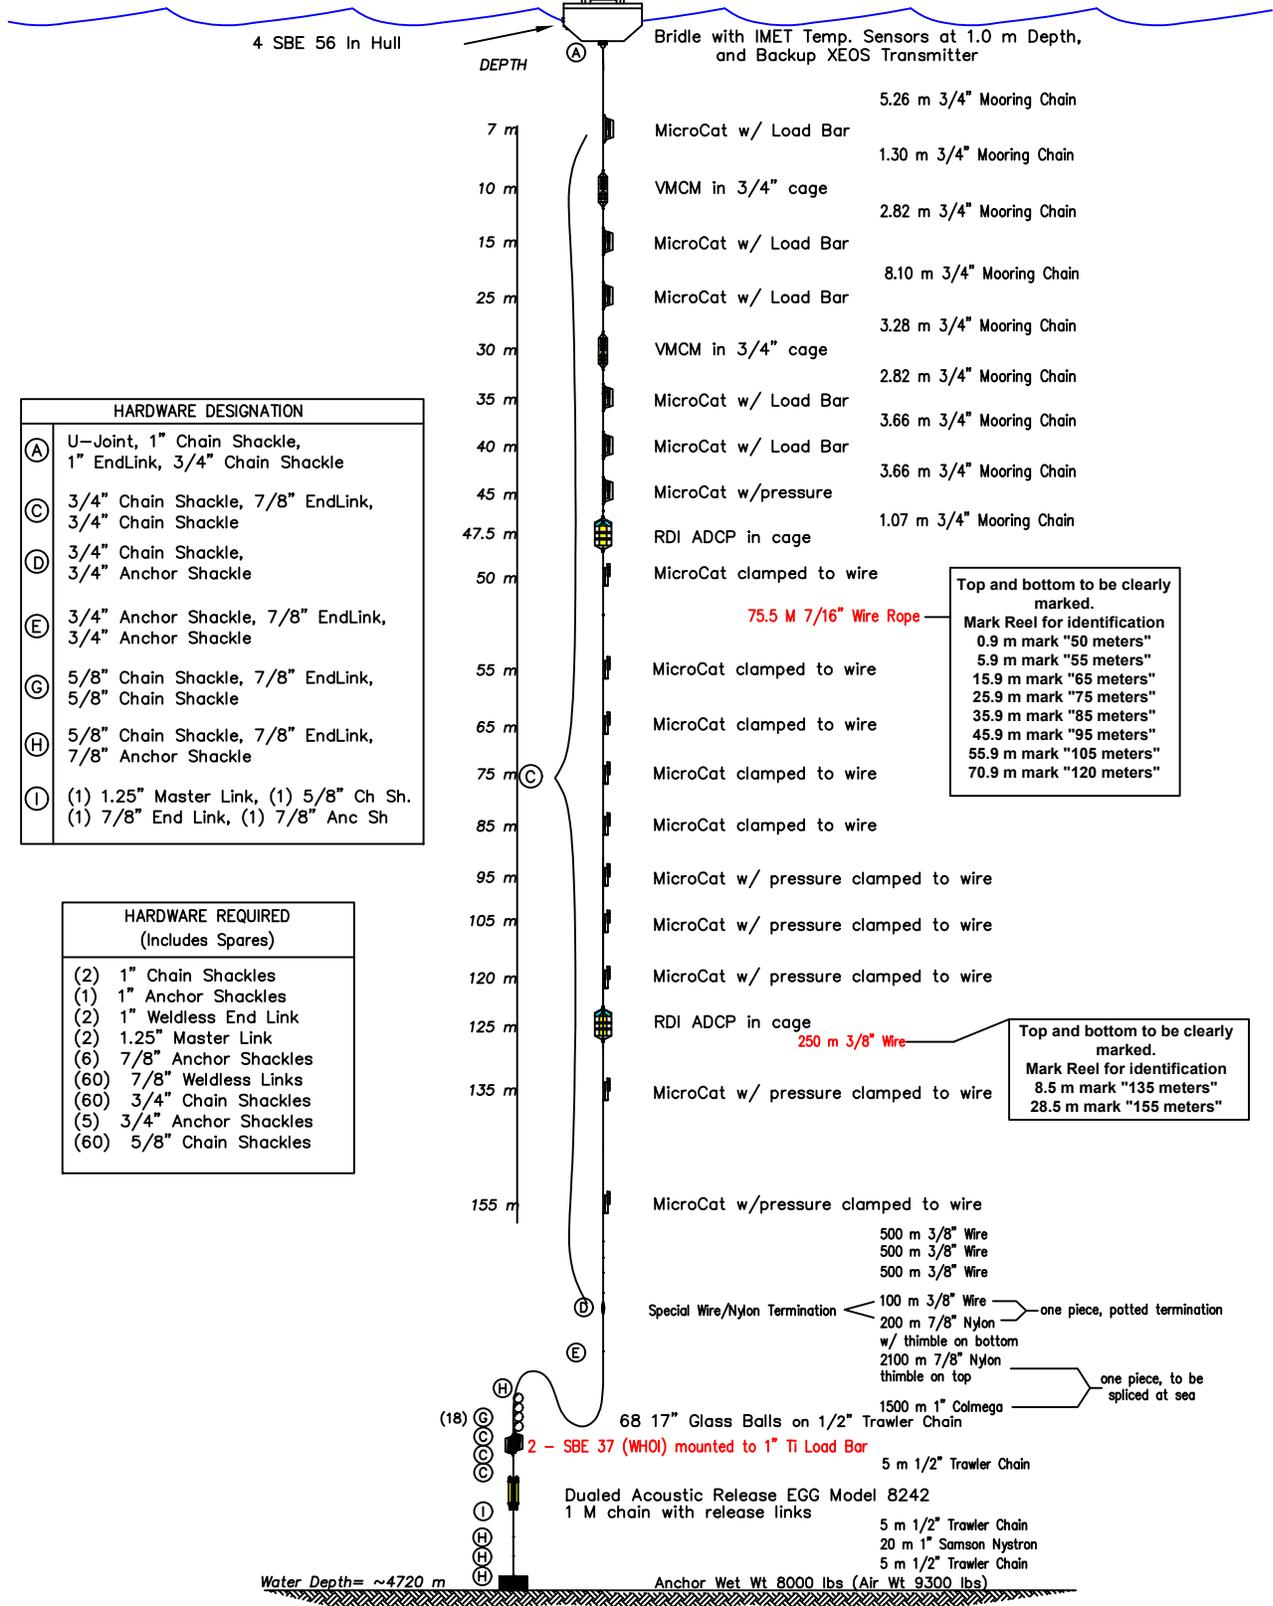 4 SBE 56 In Hull
Bridle with IMET Temp. Sensors at 1.0 m Depth,
and Backup XEOS Transmitter
A
DEPTH
5.26 m 3/4" Mooring Chain
7 m
MicroCat w/ Load Bar
1.30 m 3/4" Mooring Chain
10 m
VMCM in 3/4" cage
2.82 m 3/4" Mooring Chain
15 m
MicroCat w/ Load Bar
8.10 m 3/4" Mooring Chain
25 m
MicroCat w/ Load Bar
3.28 m 3/4" Mooring Chain
30 m
VMCM in 3/4" cage
2.82 m 3/4" Mooring Chain
35 m
MicroCat w/ Load Bar
3.66 m 3/4" Mooring Chain
40 m
MicroCat w/ Load Bar
3.66 m 3/4" Mooring Chain
45 m
MicroCat w/pressure
1.07 m 3/4" Mooring Chain
47.5 m
RDI ADCP in cage
50 m
MicroCat clamped to wire
75.5 M 7/16" Wire Rope
Top and bottom to be clearly
marked.
Mark Reel for identification
0.9 m mark "50 meters"
5.9 m mark "55 meters"
15.9 m mark "65 meters"
25.9 m mark "75 meters"
35.9 m mark "85 meters"
45.9 m mark "95 meters"
55.9 m mark "105 meters"
70.9 m mark "120 meters"
55 m
MicroCat clamped to wire
65 m
MicroCat clamped to wire
75 m
C
MicroCat clamped to wire
85 m
MicroCat clamped to wire
95 m
MicroCat w/ pressure clamped to wire
105 m
MicroCat w/ pressure clamped to wire
120 m
MicroCat w/ pressure clamped to wire
125 m
RDI ADCP in cage
250 m 3/8" Wire
Top and bottom to be clearly
marked.
Mark Reel for identification
8.5 m mark "135 meters"
28.5 m mark "155 meters"
135 m
MicroCat w/ pressure clamped to wire
155 m
MicroCat w/pressure clamped to wire
HARDWARE DESIGNATION
A
U-Joint, 1" Chain Shackle,
1" EndLink, 3/4" Chain Shackle
C
3/4" Chain Shackle, 7/8" EndLink,
3/4" Chain Shackle
D
3/4" Chain Shackle,
3/4" Anchor Shackle
E
3/4" Anchor Shackle, 7/8" EndLink,
3/4" Anchor Shackle
G
5/8" Chain Shackle, 7/8" EndLink,
5/8" Chain Shackle
H
5/8" Chain Shackle, 7/8" EndLink,
7/8" Anchor Shackle
I
(1) 1.25" Master Link, (1) 5/8" Ch Sh.
(1) 7/8" End Link, (1) 7/8" Anc Sh
HARDWARE REQUIRED
(Includes Spares)
(2) 1" Chain Shackles
(1) 1" Anchor Shackles
(2) 1" Weldless End Link
(2) 1.25" Master Link
(6) 7/8" Anchor Shackles
(60) 7/8" Weldless Links
(60) 3/4" Chain Shackles
(5) 3/4" Anchor Shackles
(60) 5/8" Chain Shackles
500 m 3/8" Wire
500 m 3/8" Wire
500 m 3/8" Wire
D
Special Wire/Nylon Termination
100 m 3/8" Wire
200 m 7/8" Nylon
one piece, potted termination
w/ thimble on bottom
E
2100 m 7/8" Nylon
thimble on top
one piece, to be
spliced at sea
1500 m 1" Colmega
H
(18) G
68 17" Glass Balls on 1/2" Trawler Chain
C
2 - SBE 37 (WHOI) mounted to 1" Ti Load Bar
C
5 m 1/2" Trawler Chain
C
Dualed Acoustic Release EGG Model 8242
1 M chain with release links
I
5 m 1/2" Trawler Chain
H
20 m 1" Samson Nystron
H
5 m 1/2" Trawler Chain
H
Water Depth= ~4720 m
Anchor Wet Wt 8000 lbs (Air Wt 9300 lbs)